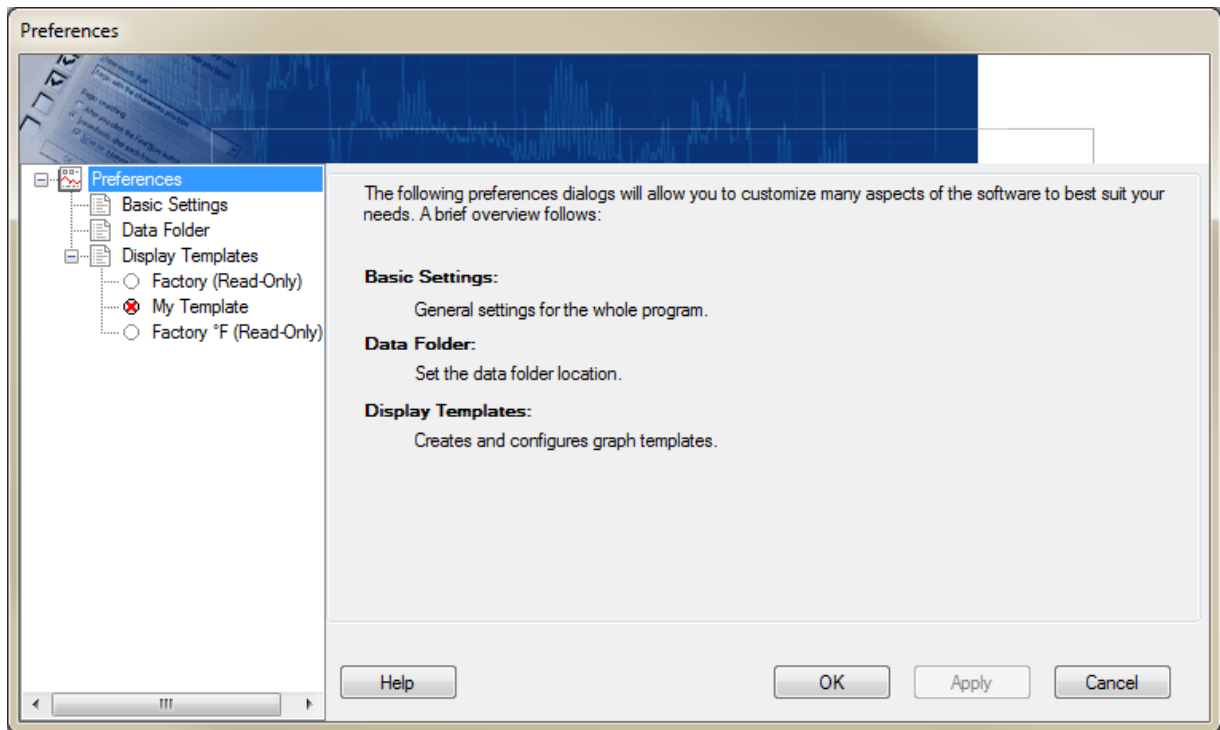 Preferences
Preferences
Basic Settings
Data Folder
Display Templates
Factory (Read-Only)
My Template
Factory °F (Read-Only)
The following preferences dialogs will allow you to customize many aspects of the software to best suit your
needs. A brief overview follows:
Basic Settings:
General settings for the whole program.
Data Folder:
Set the data folder location.
Display Templates:
Creates and configures graph templates.
Help
OK
Apply
Cancel